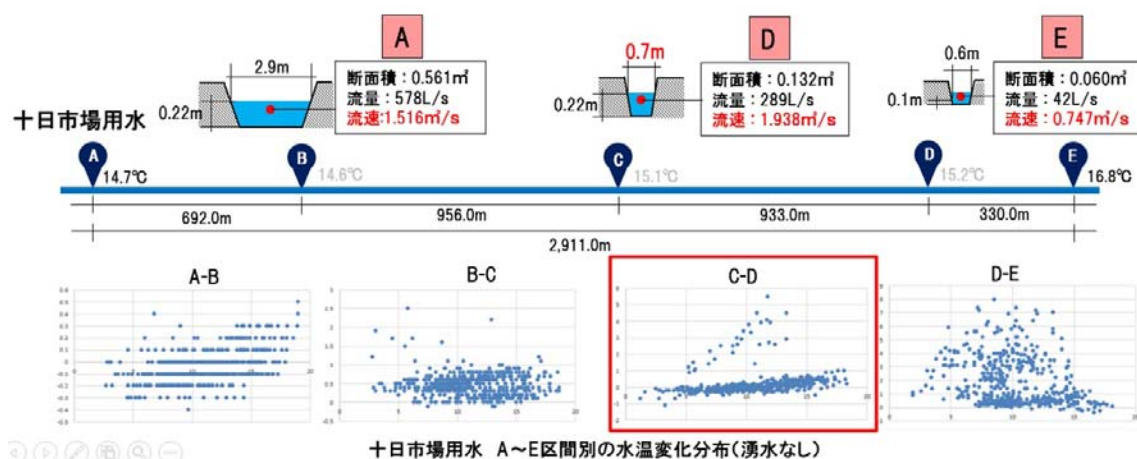 A
D
E
2.9m
0.22m
断面積：0.561㎡
流量：578L/s
流速:1.516㎥/s
0.7m
0.22m
断面積：0.132㎡
流量：289L/s
流速：1.938㎥/s
0.6m
0.1m
断面積：0.060㎡
流量：42L/s
流速：0.747㎥/s
十日市場用水
A
B
C
D
E
14.7℃
14.6℃
15.1℃
15.2℃
16.8℃
692.0m
956.0m
933.0m
330.0m
2,911.0m
A-B
B-C
C-D
D-E
十日市場用水 A～E区間別の水温変化分布(湧水なし)